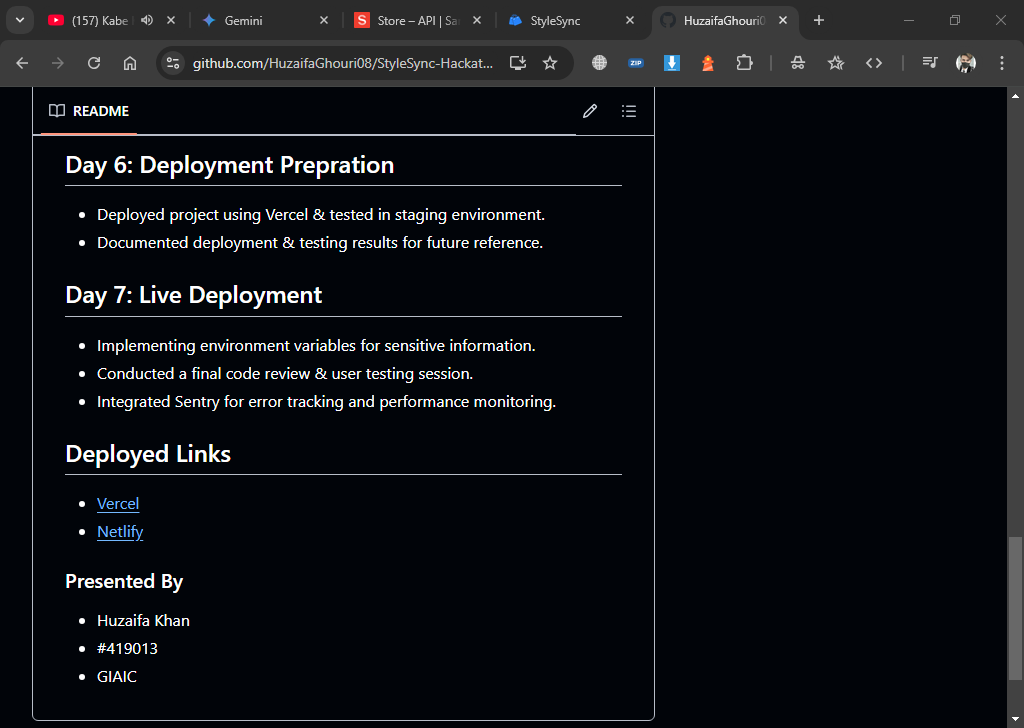 (157) Kabe
Gemini
Store – API | Sa
StyleSync
HuzaifaGhouri0
github.com/HuzaifaGhouri08/StyleSync-Hackat...
ZIP
README
Day 6: Deployment Prepration
Deployed project using Vercel & tested in staging environment.
Documented deployment & testing results for future reference.
Day 7: Live Deployment
Implementing environment variables for sensitive information.
Conducted a final code review & user testing session.
Integrated Sentry for error tracking and performance monitoring.
Deployed Links
Vercel
Netlify
Presented By
Huzaifa Khan
#419013
GIAIC